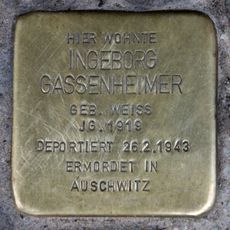 HIER WOHNTE
INGEBORG
GASSENHEIMER
GEB. WEISS
JG. 1919
DEPORTIERT 26.2.1943
ERMORDET IN
AUSCHWITZ